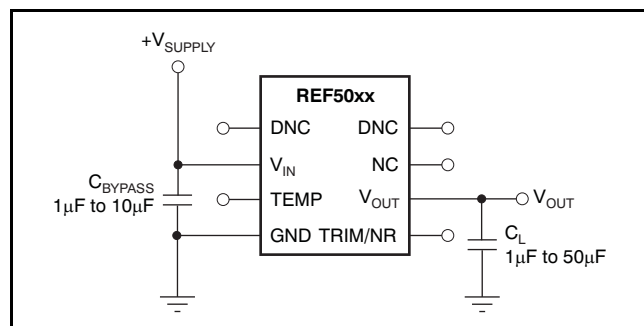 +VSUPPLY
REF50xx
DNC DNC
VIN NC
CBYPASS
1µF to 10µF
TEMP VOUT VOUT
GND TRIM/NR
CL
1µF to 50µF